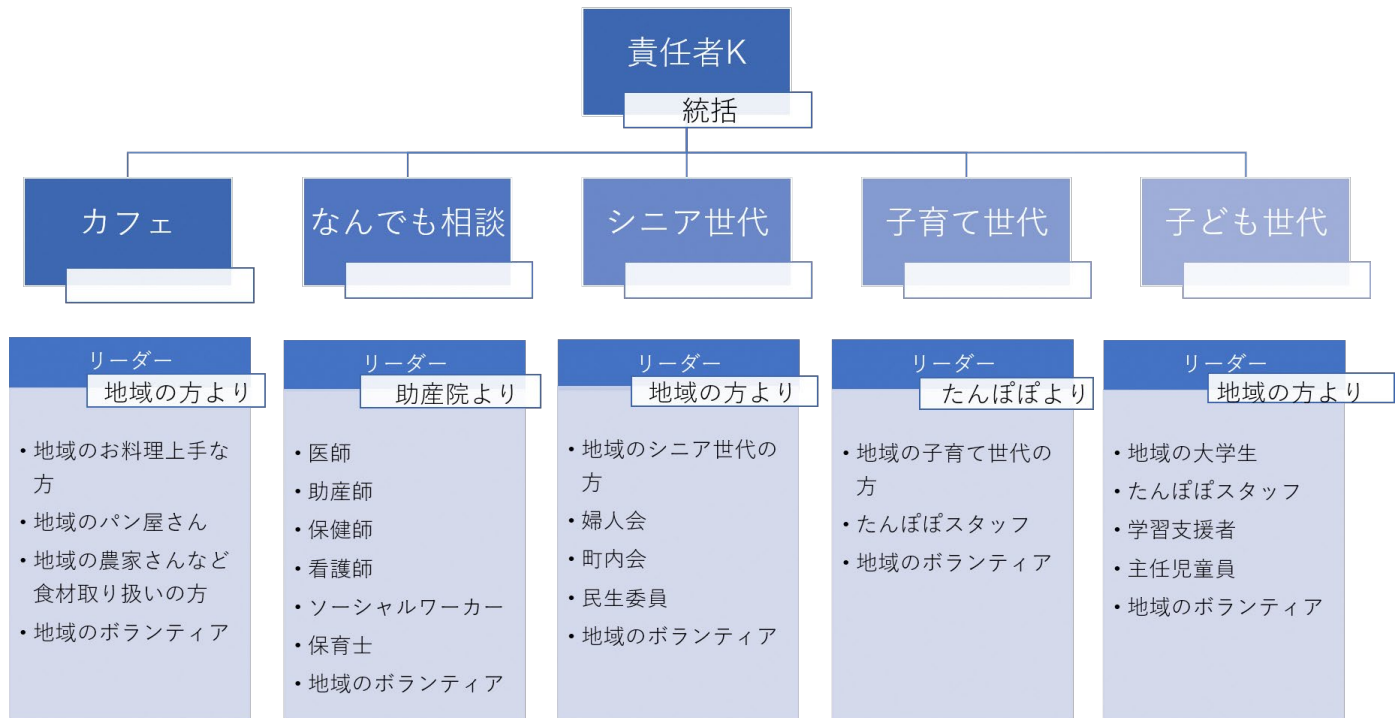 責任者K
統括
カフェ
なんでも相談
シニア世代
子育て世代
子ども世代
リーダー
地域の方より
・地域のお料理上手な
方
・地域のパン屋さん
・地域の農家さんなど
食材取り扱いの方
・地域のボランティア
リーダー
助産院より
・医師
・助産師
・保健師
・看護師
・ソーシャルワーカー
・保育士
・地域のボランティア
リーダー
地域の方より
・地域のシニア世代の
方
・婦人会
・町内会
・民生委員
・地域のボランティア
リーダー
たんぽぽより
・地域の子育て世代の
方
・たんぽぽスタッフ
・地域のボランティア
リーダー
地域の方より
・地域の大学生
・たんぽぽスタッフ
・学習支援者
・主任児童員
・地域のボランティア